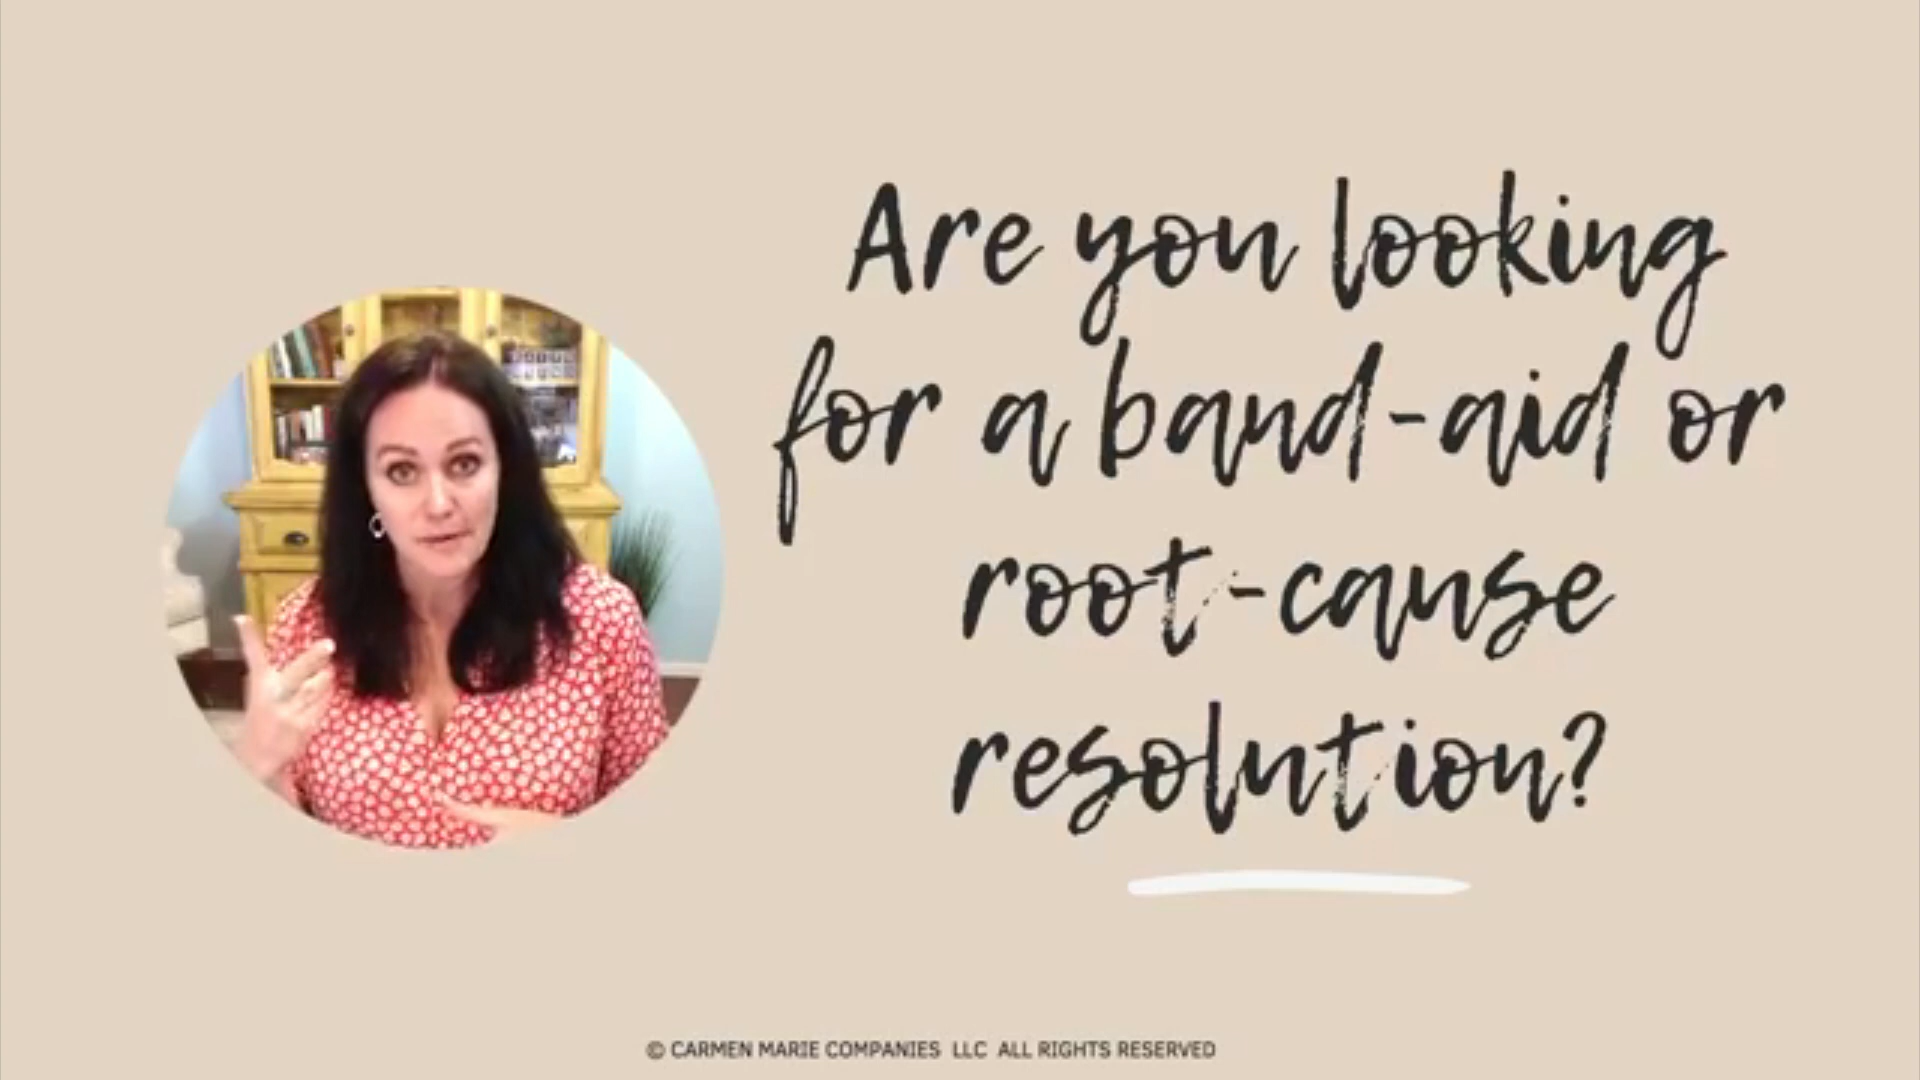 Are you looking
for a band-aid or
root-cause
resolution?
© CARMEN MARIE COMPANIES LLC ALL RIGHTS RESERVED